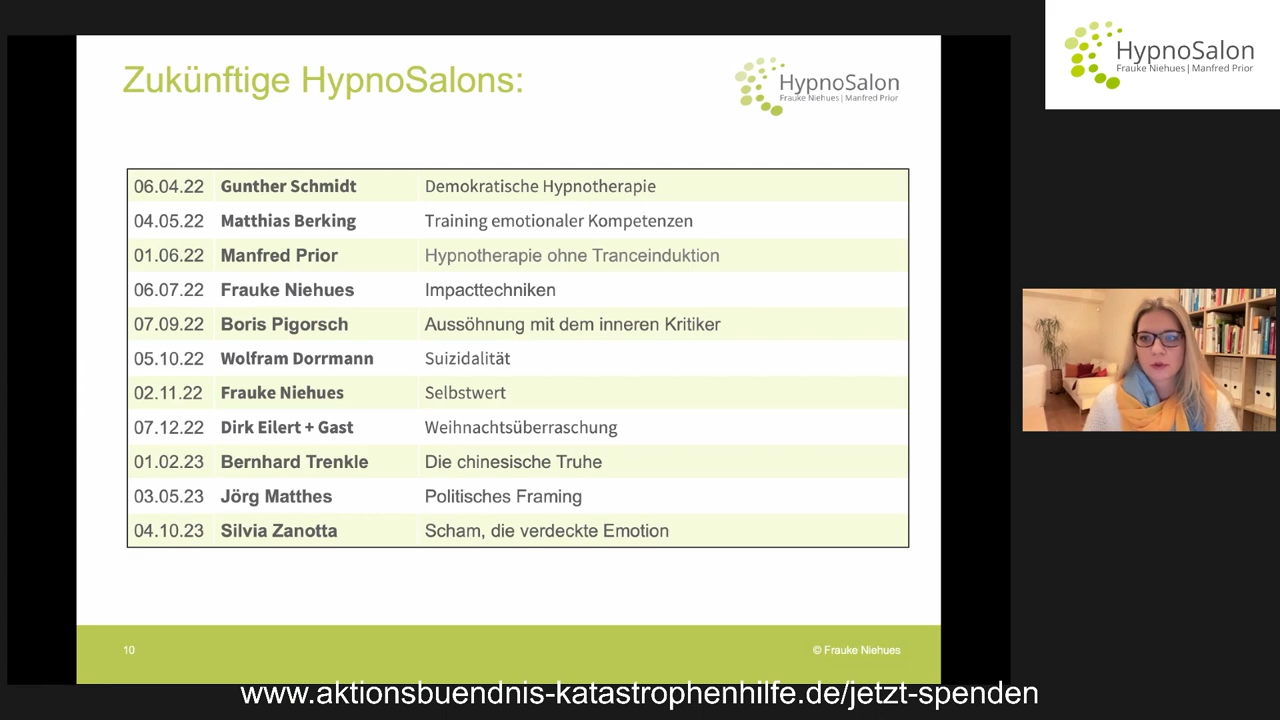 Zukünftige HypnoSalons:
HypnoSalon
Frauke Niehues | Manfred Prior
HypnoSalon
Frauke Niehues | Manfred Prior
06.04.22 Gunther Schmidt Demokratische Hypnotherapie
04.05.22 Matthias Berking Training emotionaler Kompetenzen
01.06.22 Manfred Prior Hypnotherapie ohne Tranceinduktion
06.07.22 Frauke Niehues Impacttechniken
07.09.22 Boris Pigorsch Aussöhnung mit dem inneren Kritiker
05.10.22 Wolfram Dorrmann Suizidalität
02.11.22 Frauke Niehues Selbstwert
07.12.22 Dirk Eilert + Gast Weihnachtsüberraschung
01.02.23 Bernhard Trenkle Die chinesische Truhe
03.05.23 Jörg Matthes Politisches Framing
04.10.23 Silvia Zanotta Scham, die verdeckte Emotion
10 © Frauke Niehues
www.aktionsbuendnis-katastrophenhilfe.de/jetzt-spenden